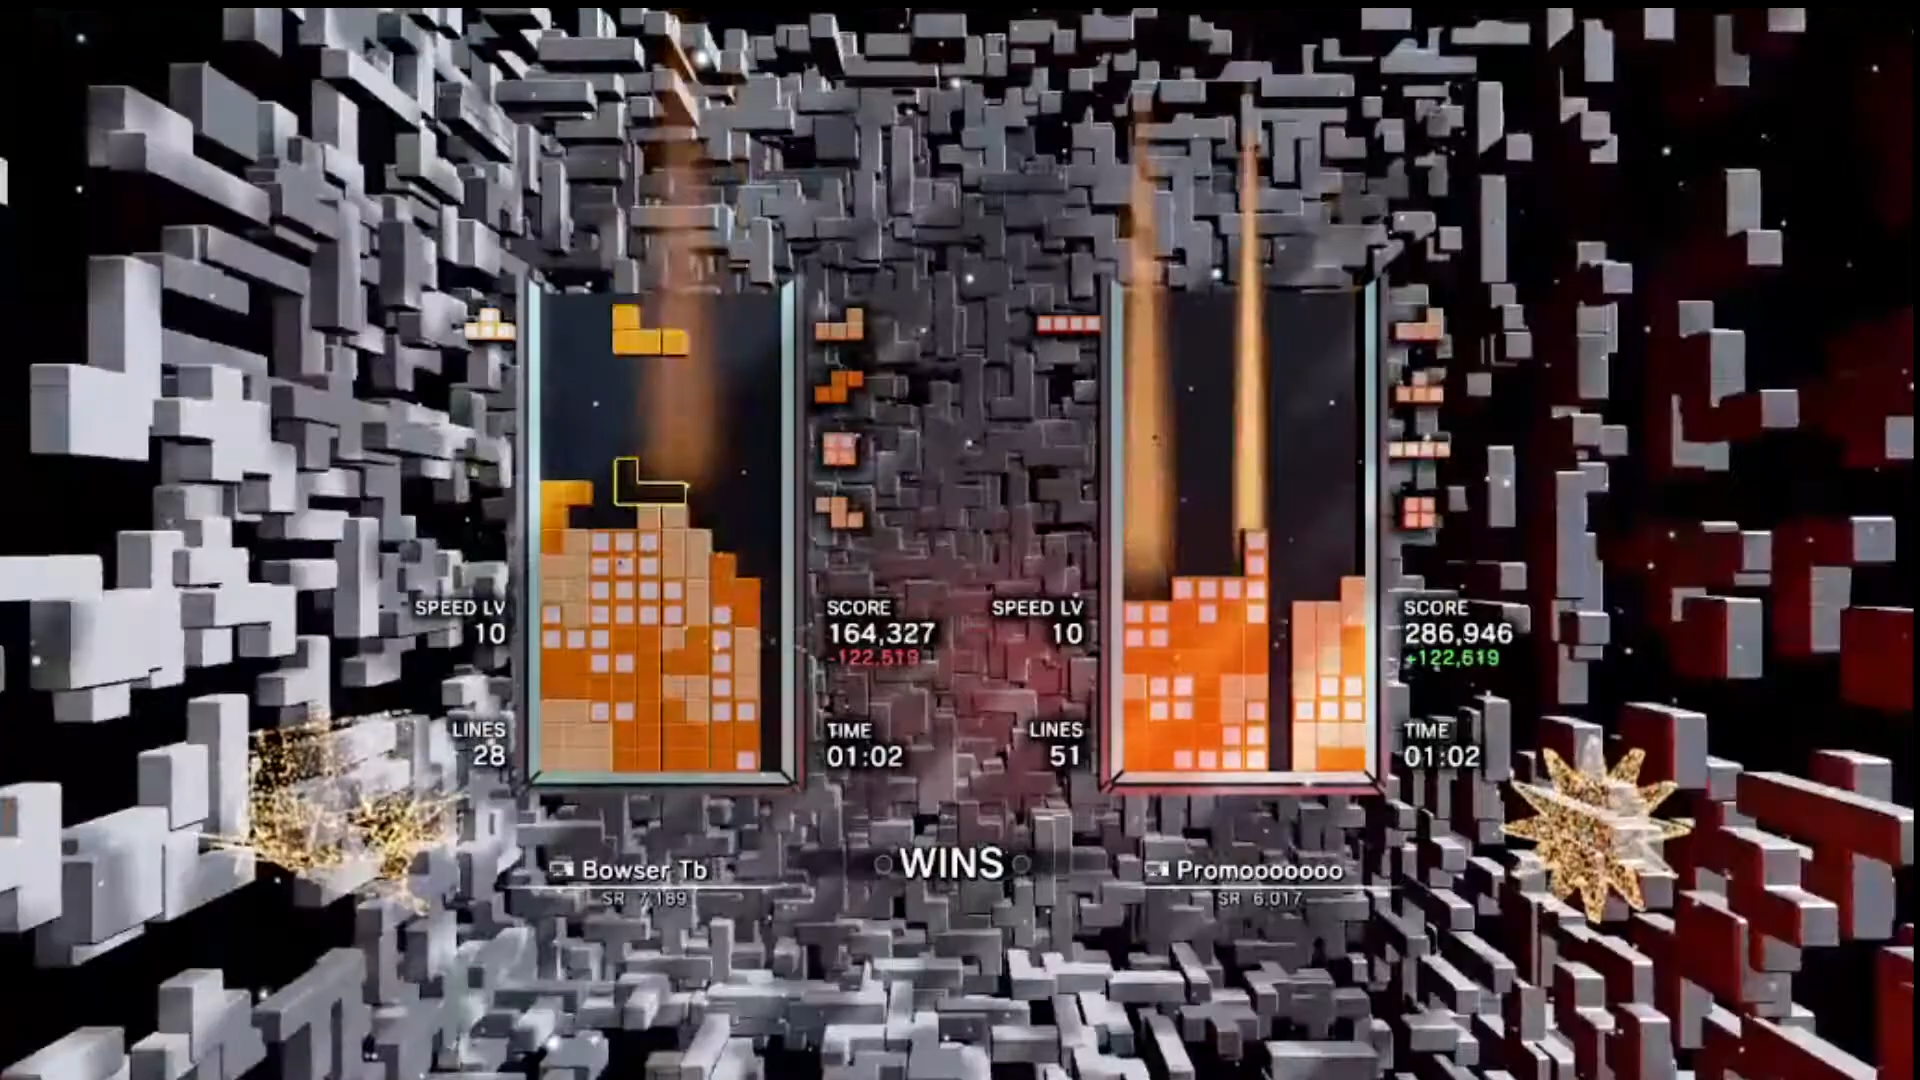 SPEED LV
10
LINES
28
SCORE
164,327
-122,619
TIME
01:02
SPEED LV
10
LINES
51
SCORE
286,946
+122,619
TIME
01:02
Bowser Tb
SR 7,189
WINS
Promooooooo
SR 6,017